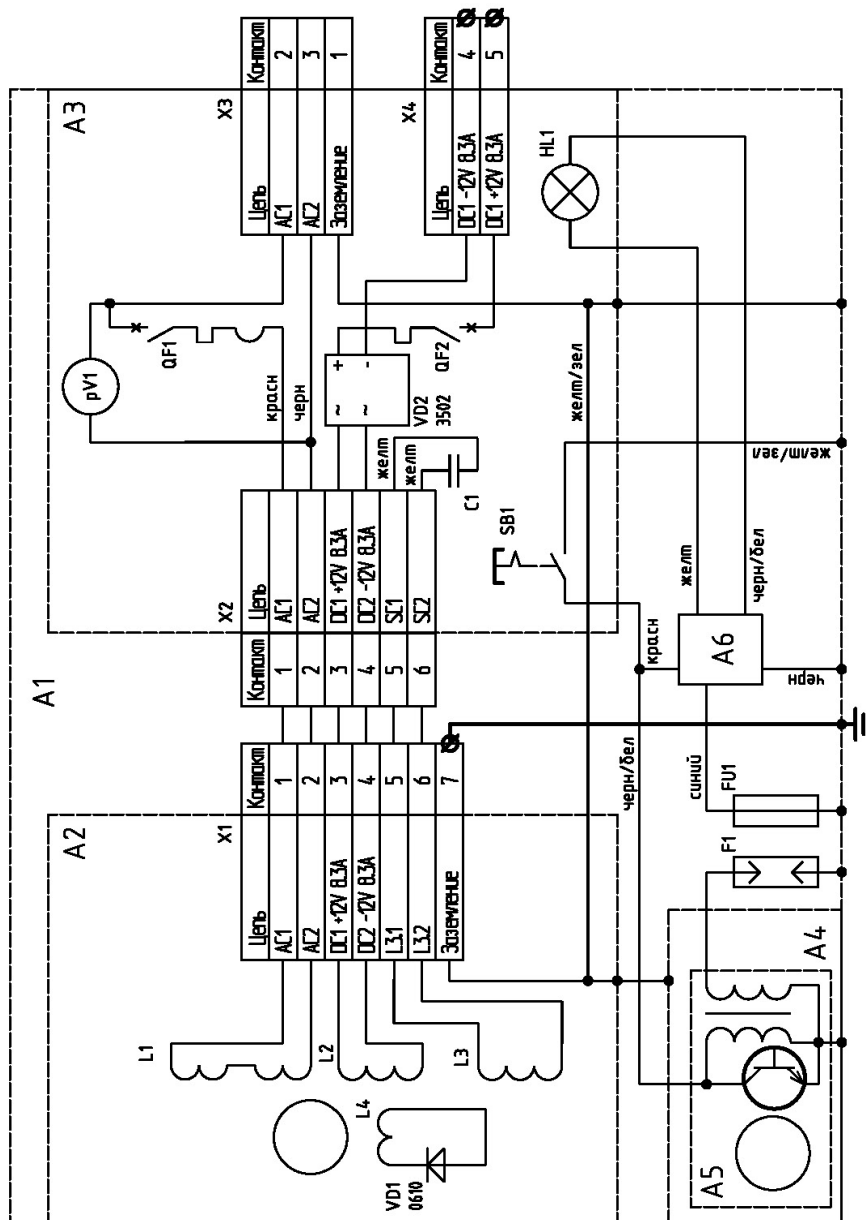 A1
A2
X1
Цепь
Контакт
AC1
1
AC2
2
DC1 +12V 8.3A
3
DC2 -12V 8.3A
4
L3.1
5
L3.2
6
Заземление
7
L1
L2
L3
L4
VD1
0610
X2
Контакт
Цепь
1
AC1
2
AC2
3
DC1 +12V 8.3A
4
DC2 -12V 8.3A
5
SC1
6
SC2
A3
pV1
QF1
красн
черн
VD2
3502
QF2
желт
желт
C1
X3
Цепь
Контакт
AC1
2
AC2
3
Заземление
1
X4
Цепь
Контакт
DC1 -12V 8.3A
4
DC1 +12V 8.3A
5
HL1
SB1
желт/зел
желт/зел
желт
черн/бел
красн
A6
черн
черн/бел
синий
FU1
F1
A4
A5